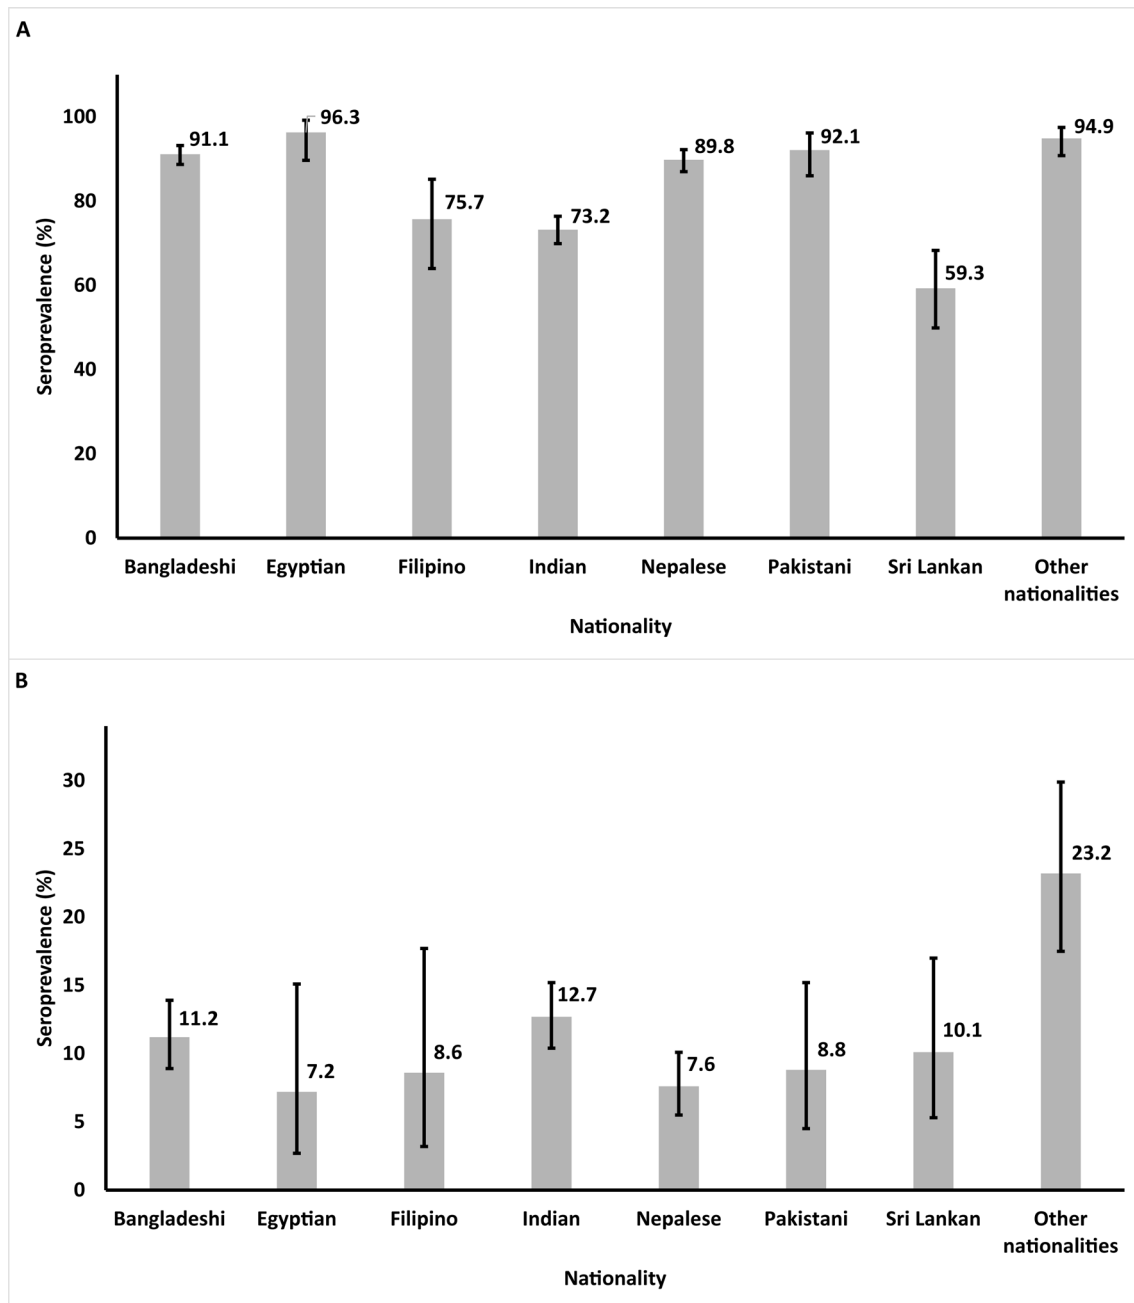 A
100
80
60
40
20
0
Seroprevalence (%)
91.1
96.3
75.7
73.2
89.8
92.1
59.3
94.9
Bangladeshi
Egyptian
Filipino
Indian
Nepalese
Pakistani
Sri Lankan
Other
nationalities
Nationality
B
30
25
20
15
10
5
0
Seroprevalence (%)
11.2
7.2
8.6
12.7
7.6
8.8
10.1
23.2
Bangladeshi
Egyptian
Filipino
Indian
Nepalese
Pakistani
Sri Lankan
Other
nationalities
Nationality